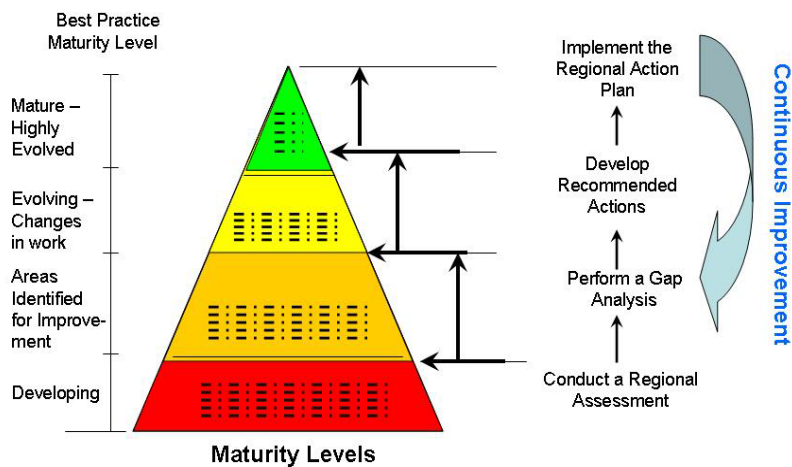 Best Practice
Maturity Level
Mature –
Highly
Evolved
Evolving –
Changes
in work
Areas
Identified
for Improve-
ment
Developing
Maturity Levels
Implement the
Regional Action
Plan
Develop
Recommended
Actions
Perform a Gap
Analysis
Conduct a Regional
Assessment
Continuous Improvement